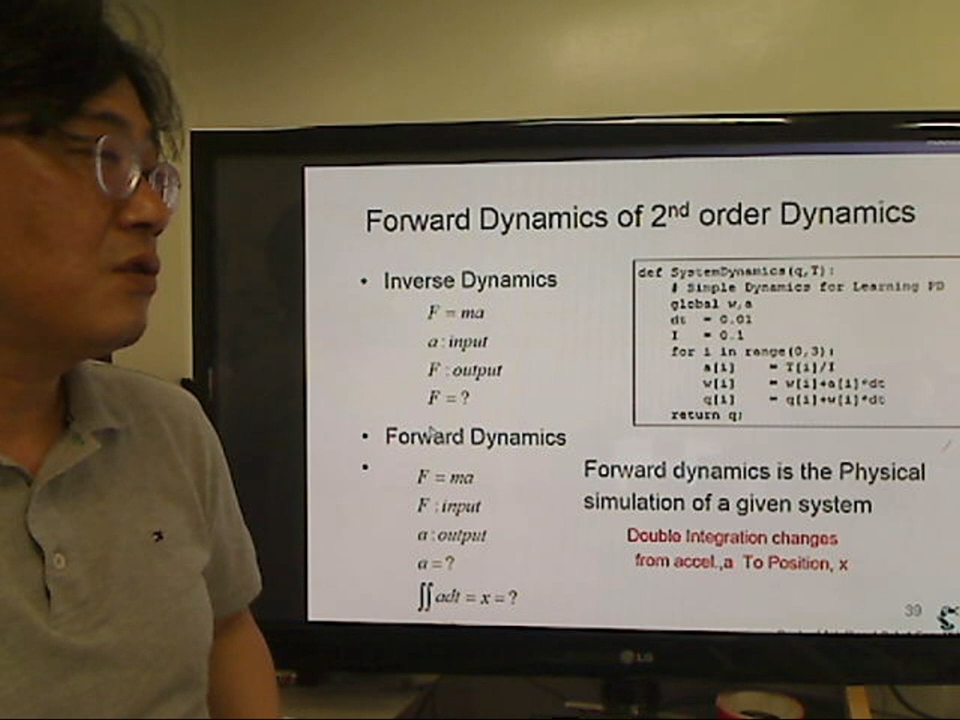 Forward Dynamics of 2nd order Dynamics
• Inverse Dynamics
F = ma
a : input
F : output
F = ?
• Forward Dynamics
•
F = ma
F : input
a : output
a = ?
∬ adt = x = ?
def SystemDynamics(q,T):
# Simple Dynamics for Learning PD
global w,a
dt = 0.01
I = 0.1
for i in range(0,3):
a[i] = T[i]/I
w[i] = w[i]+a[i]*dt
q[i] = q[i]+w[i]*dt
return q;
Forward dynamics is the Physical
simulation of a given system
Double Integration changes
from accel.,a To Position, x
39
LG